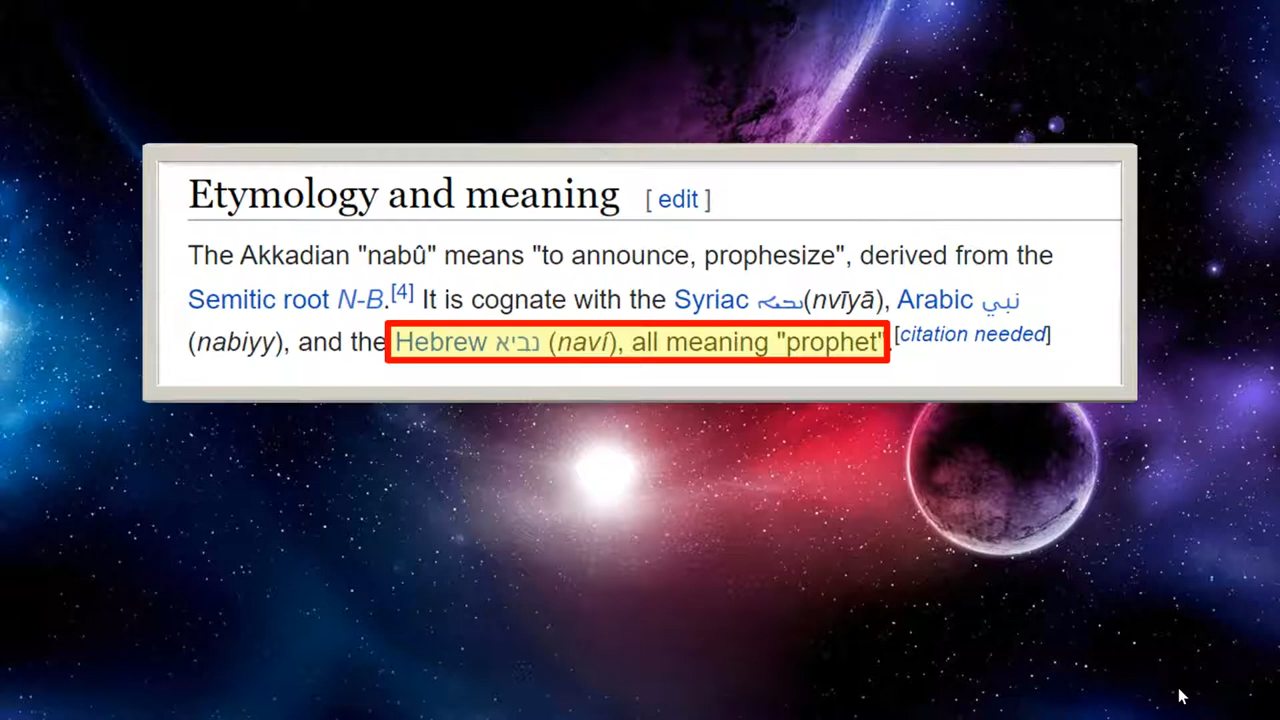 Etymology and meaning [ edit ]
The Akkadian "nabû" means "to announce, prophesize", derived from the
Semitic root N-B.[4] It is cognate with the Syriac ܢܒܝܐ(nvīyā), Arabic نبي
(nabiyy), and the Hebrew נביא (naví), all meaning "prophet".[citation needed]